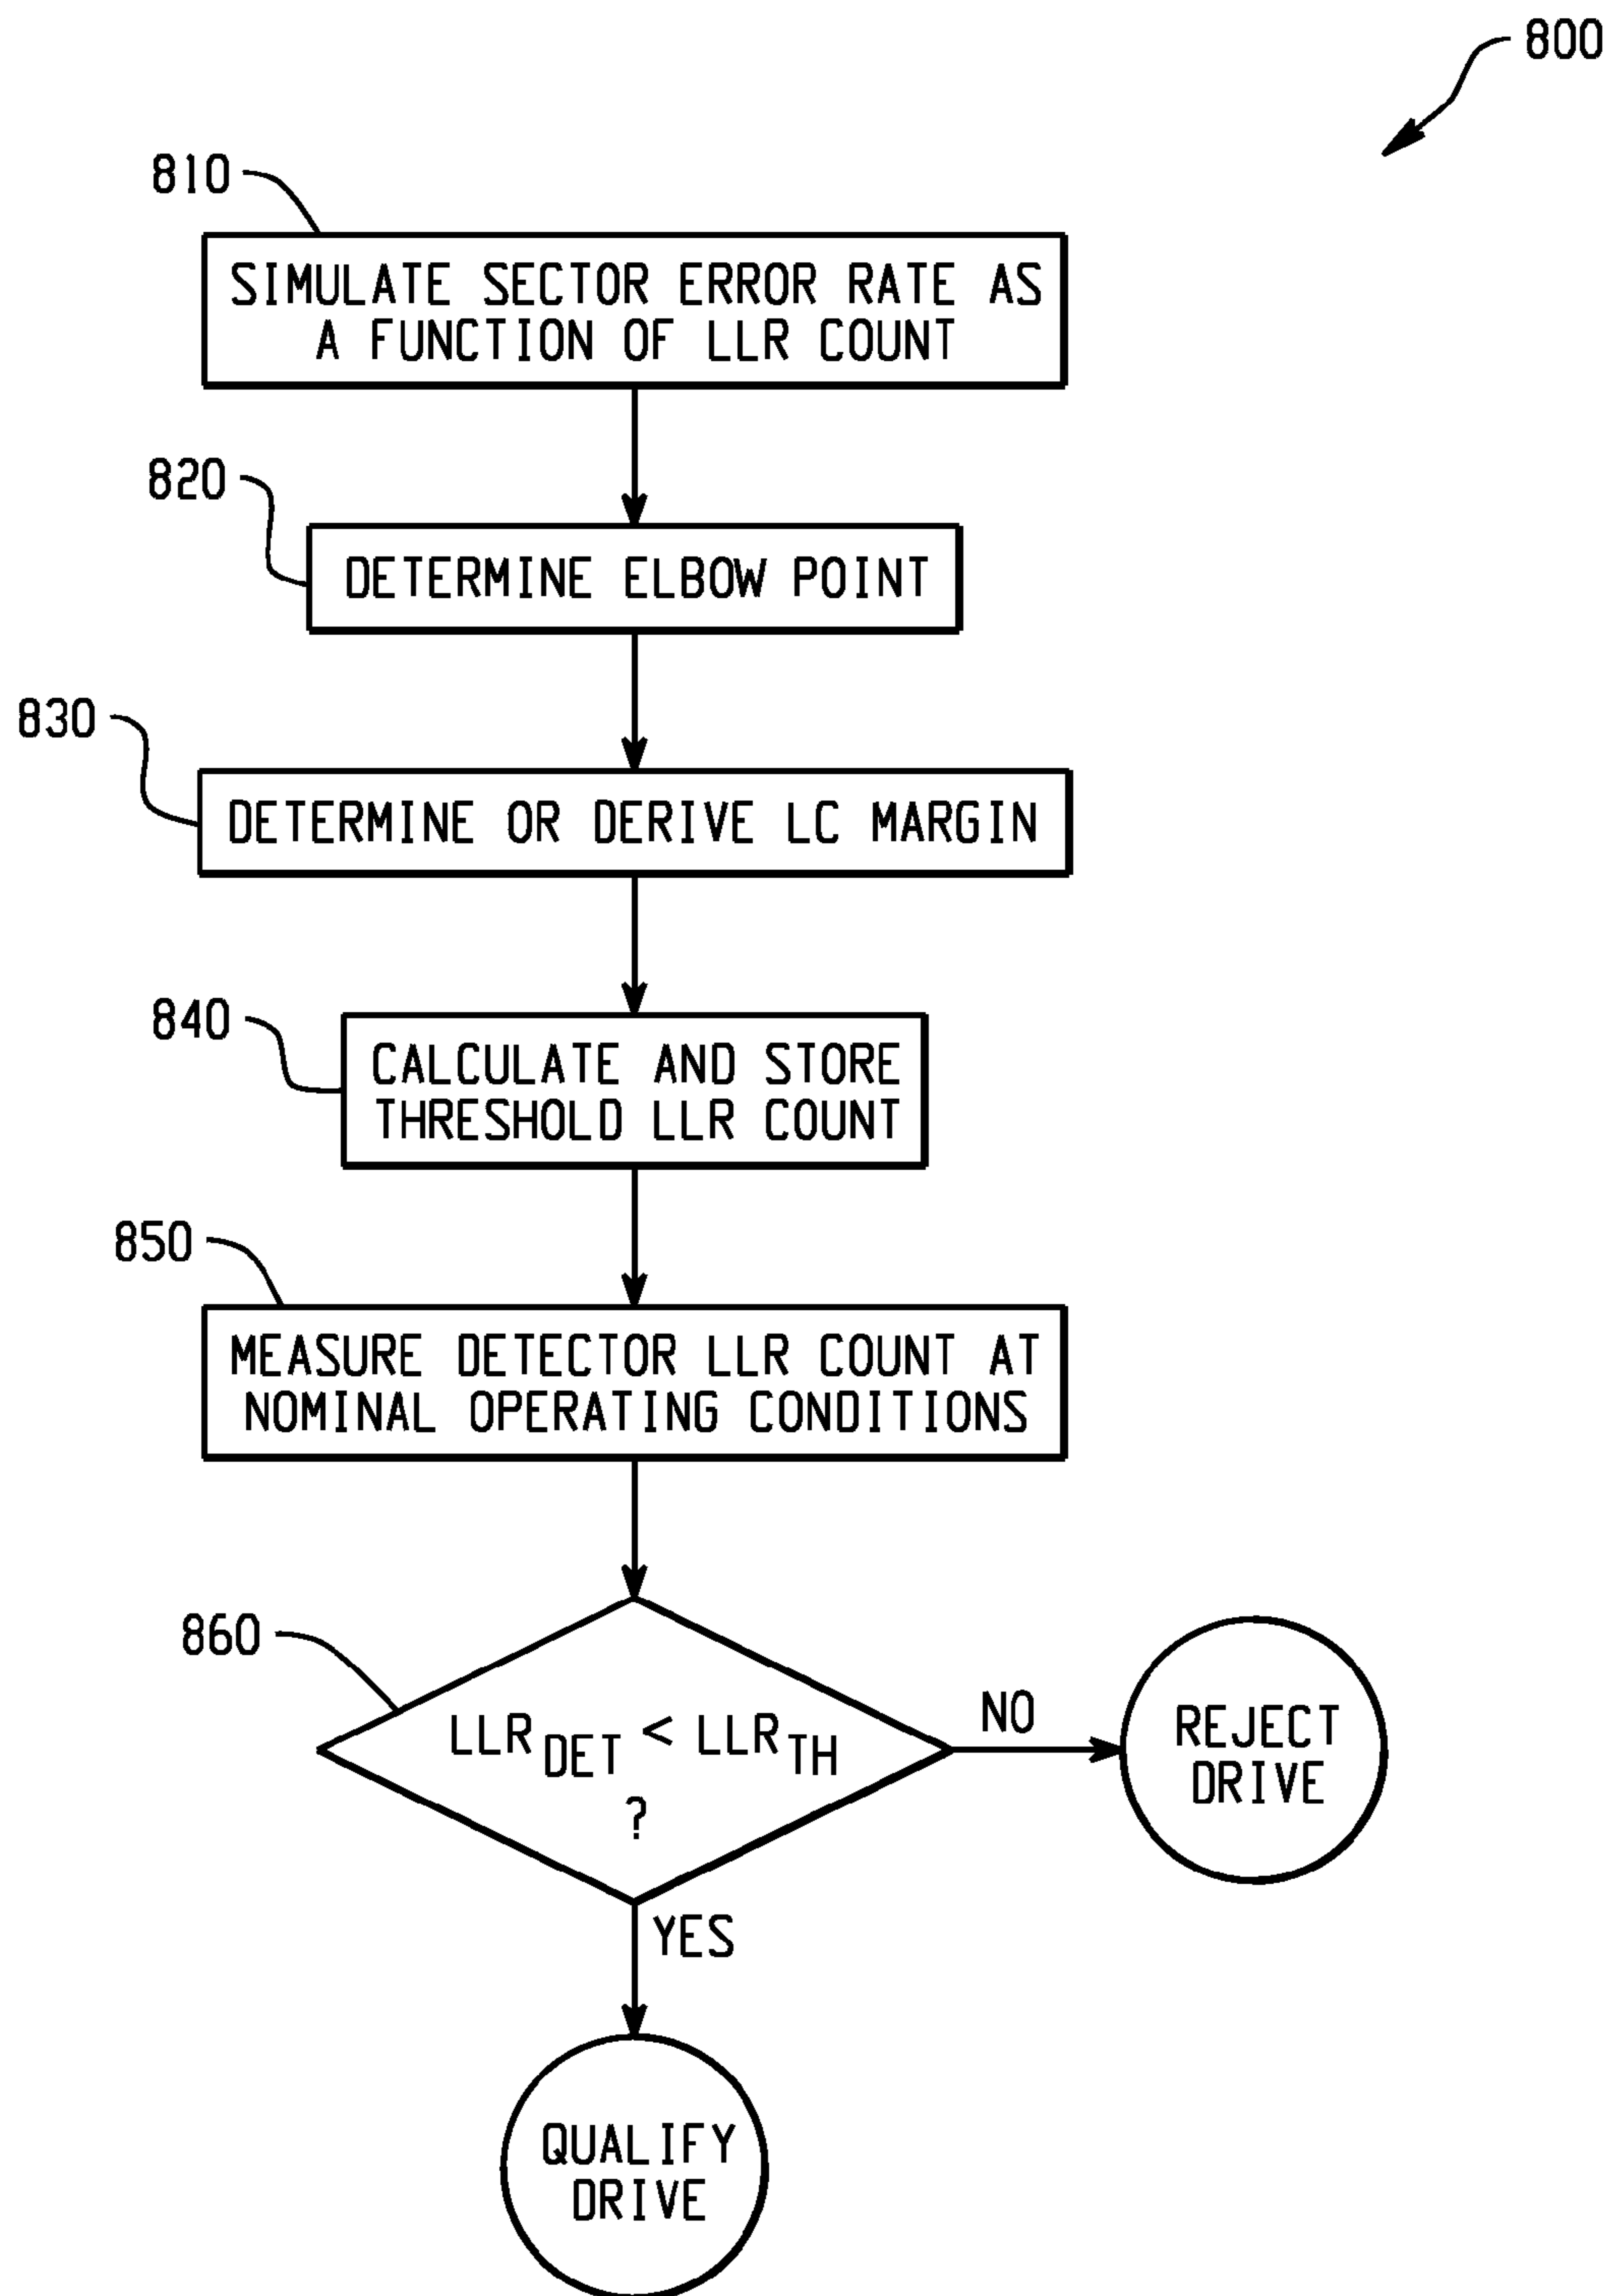 800
810
SIMULATE SECTOR ERROR RATE AS
A FUNCTION OF LLR COUNT
820
DETERMINE ELBOW POINT
830
DETERMINE OR DERIVE LC MARGIN
840
CALCULATE AND STORE
THRESHOLD LLR COUNT
850
MEASURE DETECTOR LLR COUNT AT
NOMINAL OPERATING CONDITIONS
860
LLR DET < LLR TH
?
NO
REJECT
DRIVE
YES
QUALIFY
DRIVE